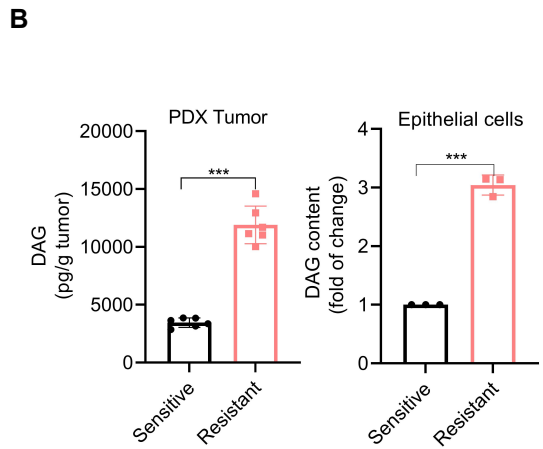 B
PDX Tumor
DAG
(pg/g tumor)
20000
15000
10000
5000
0
***
Sensitive
Resistant
Epithelial cells
DAG content
(fold of change)
4
3
2
1
0
***
Sensitive
Resistant